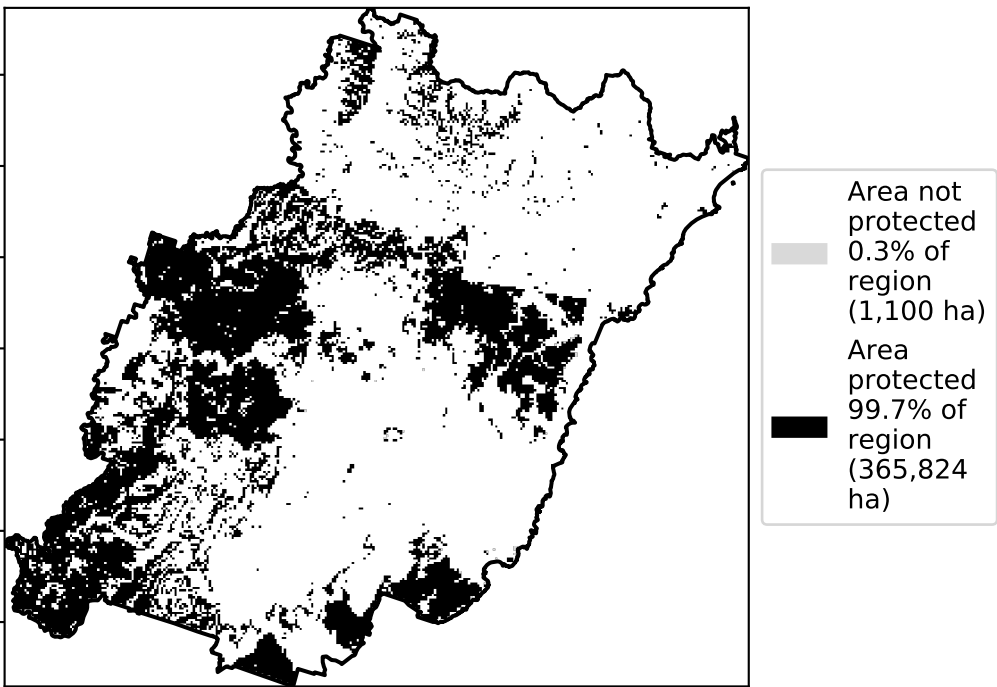 Area not
protected
0.3% of
region
(1,100 ha)
Area
protected
99.7% of
region
(365,824
ha)